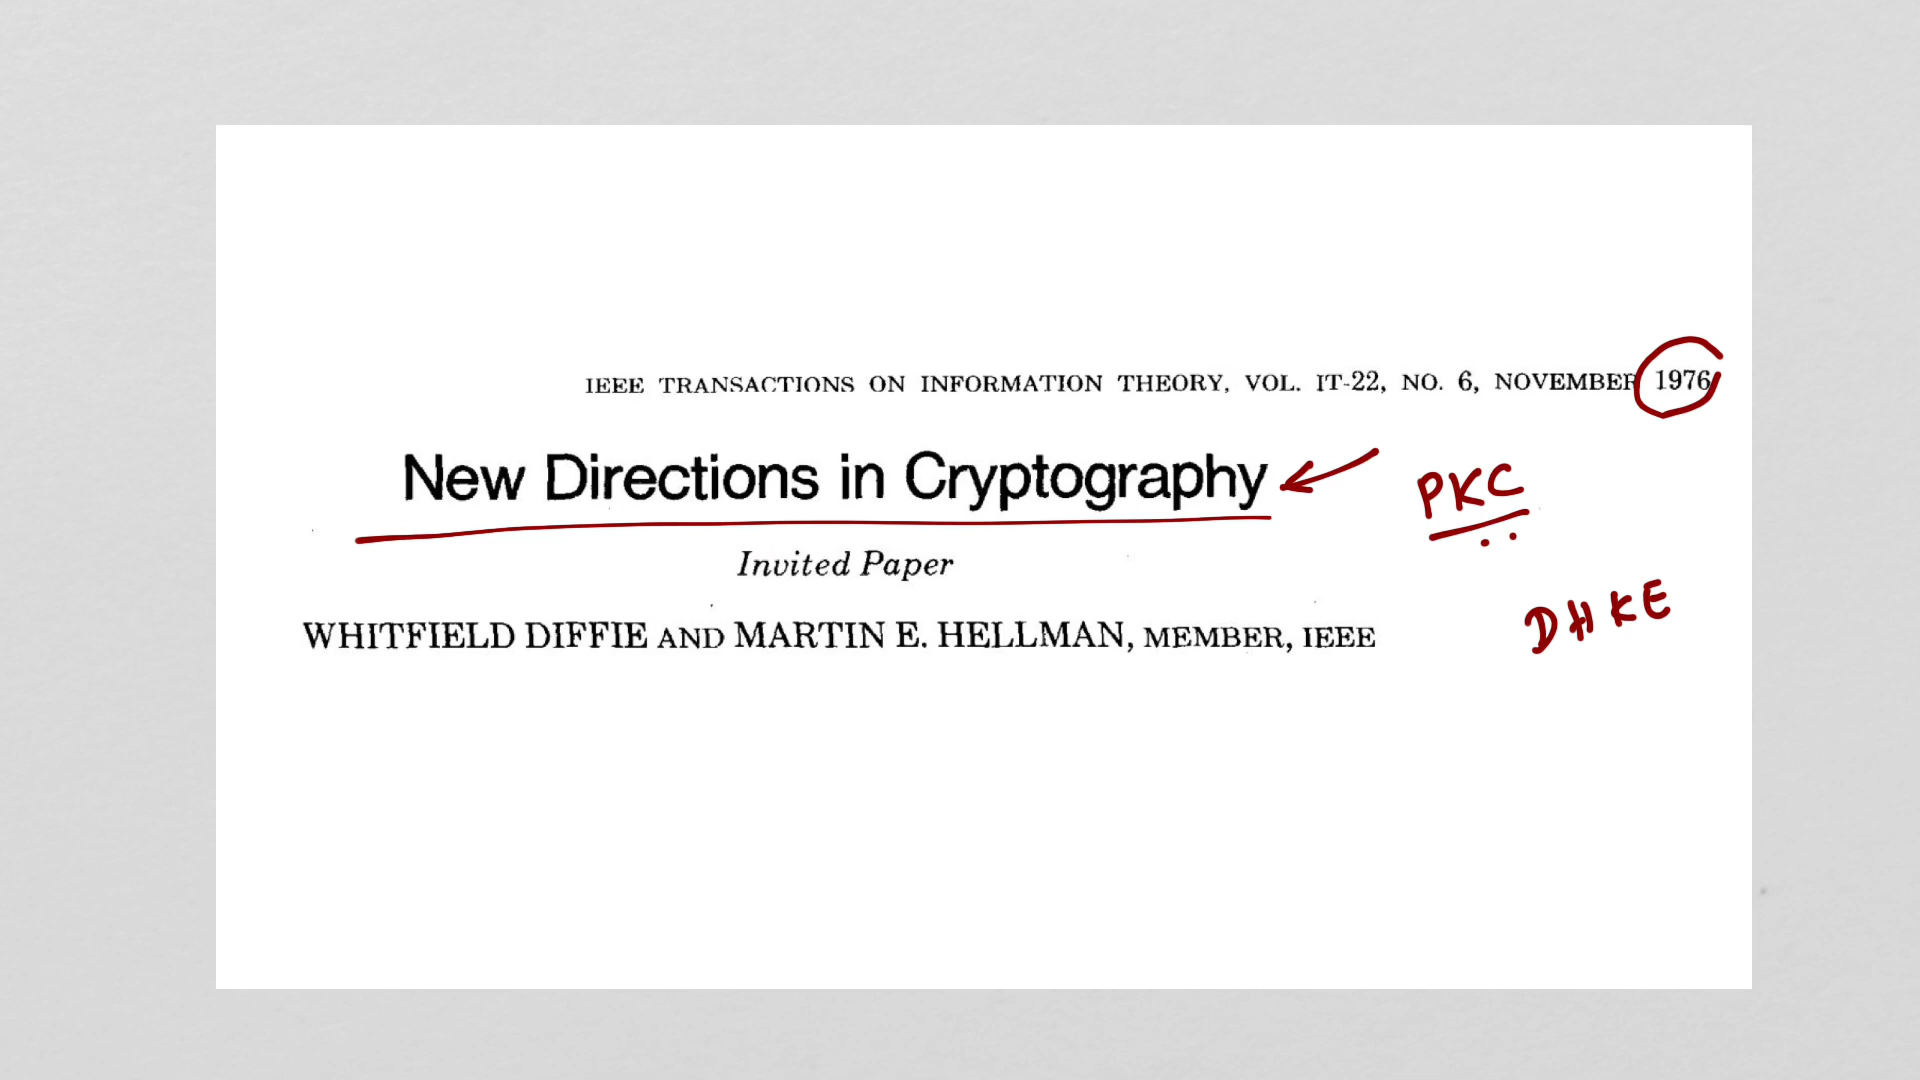 IEEE TRANSACTIONS ON INFORMATION THEORY, VOL. IT-22, NO. 6, NOVEMBER 1976
New Directions in Cryptography
PKC
Invited Paper
DHKE
WHITFIELD DIFFIE AND MARTIN E. HELLMAN, MEMBER, IEEE